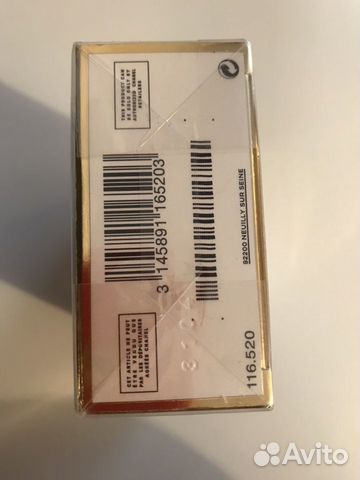 THIS PRODUCT CAN
BE SOLD ONLY BY
AUTHORIZED CHANEL
RETAILERS
3 145891 165203
92200 NEUILLY SUR SEINE
CET ARTICLE NE PEUT
ÊTRE VENDU QUE
PAR LES DÉPOSITAIRES
AGRÉÉS CHANEL
116.520
Avito